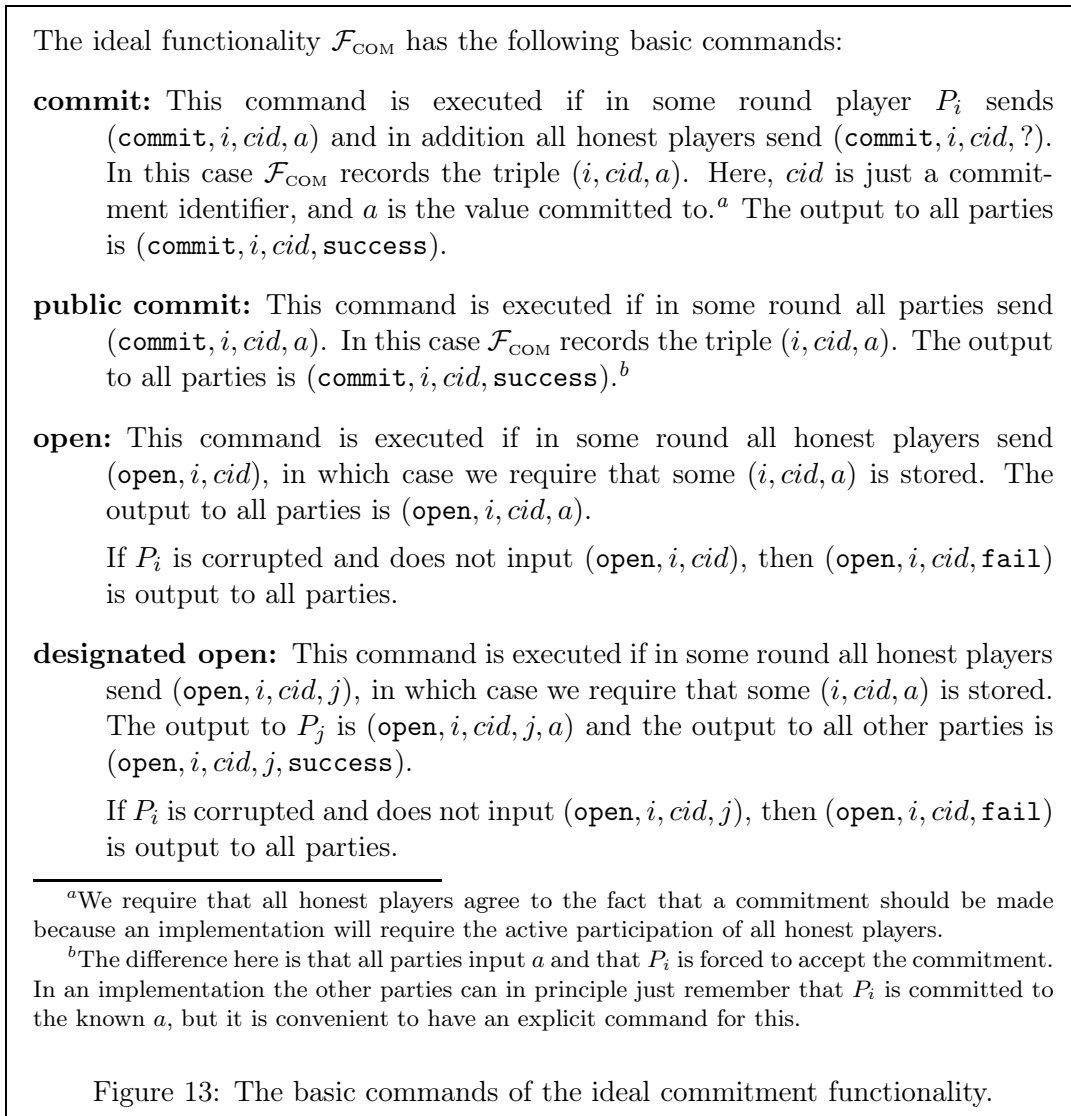 The ideal functionality F_COM has the following basic commands:
commit: This command is executed if in some round player P_i sends
(commit, i, cid, a) and in addition all honest players send (commit, i, cid, ?).
In this case F_COM records the triple (i, cid, a). Here, cid is just a commit-
ment identifier, and a is the value committed to.^a The output to all parties
is (commit, i, cid, success).
public commit: This command is executed if in some round all parties send
(commit, i, cid, a). In this case F_COM records the triple (i, cid, a). The output
to all parties is (commit, i, cid, success).^b
open: This command is executed if in some round all honest players send
(open, i, cid), in which case we require that some (i, cid, a) is stored. The
output to all parties is (open, i, cid, a).
If P_i is corrupted and does not input (open, i, cid), then (open, i, cid, fail)
is output to all parties.
designated open: This command is executed if in some round all honest players
send (open, i, cid, j), in which case we require that some (i, cid, a) is stored.
The output to P_j is (open, i, cid, j, a) and the output to all other parties is
(open, i, cid, j, success).
If P_i is corrupted and does not input (open, i, cid, j), then (open, i, cid, fail)
is output to all parties.
^aWe require that all honest players agree to the fact that a commitment should be made
because an implementation will require the active participation of all honest players.
^bThe difference here is that all parties input a and that P_i is forced to accept the commitment.
In an implementation the other parties can in principle just remember that P_i is committed to
the known a, but it is convenient to have an explicit command for this.
Figure 13: The basic commands of the ideal commitment functionality.